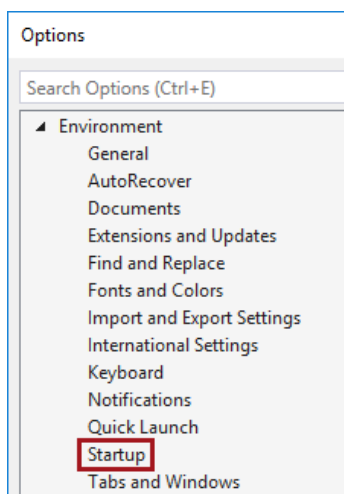 Options
Search Options (Ctrl+E)
Environment
General
AutoRecover
Documents
Extensions and Updates
Find and Replace
Fonts and Colors
Import and Export Settings
International Settings
Keyboard
Notifications
Quick Launch
Startup
Tabs and Windows